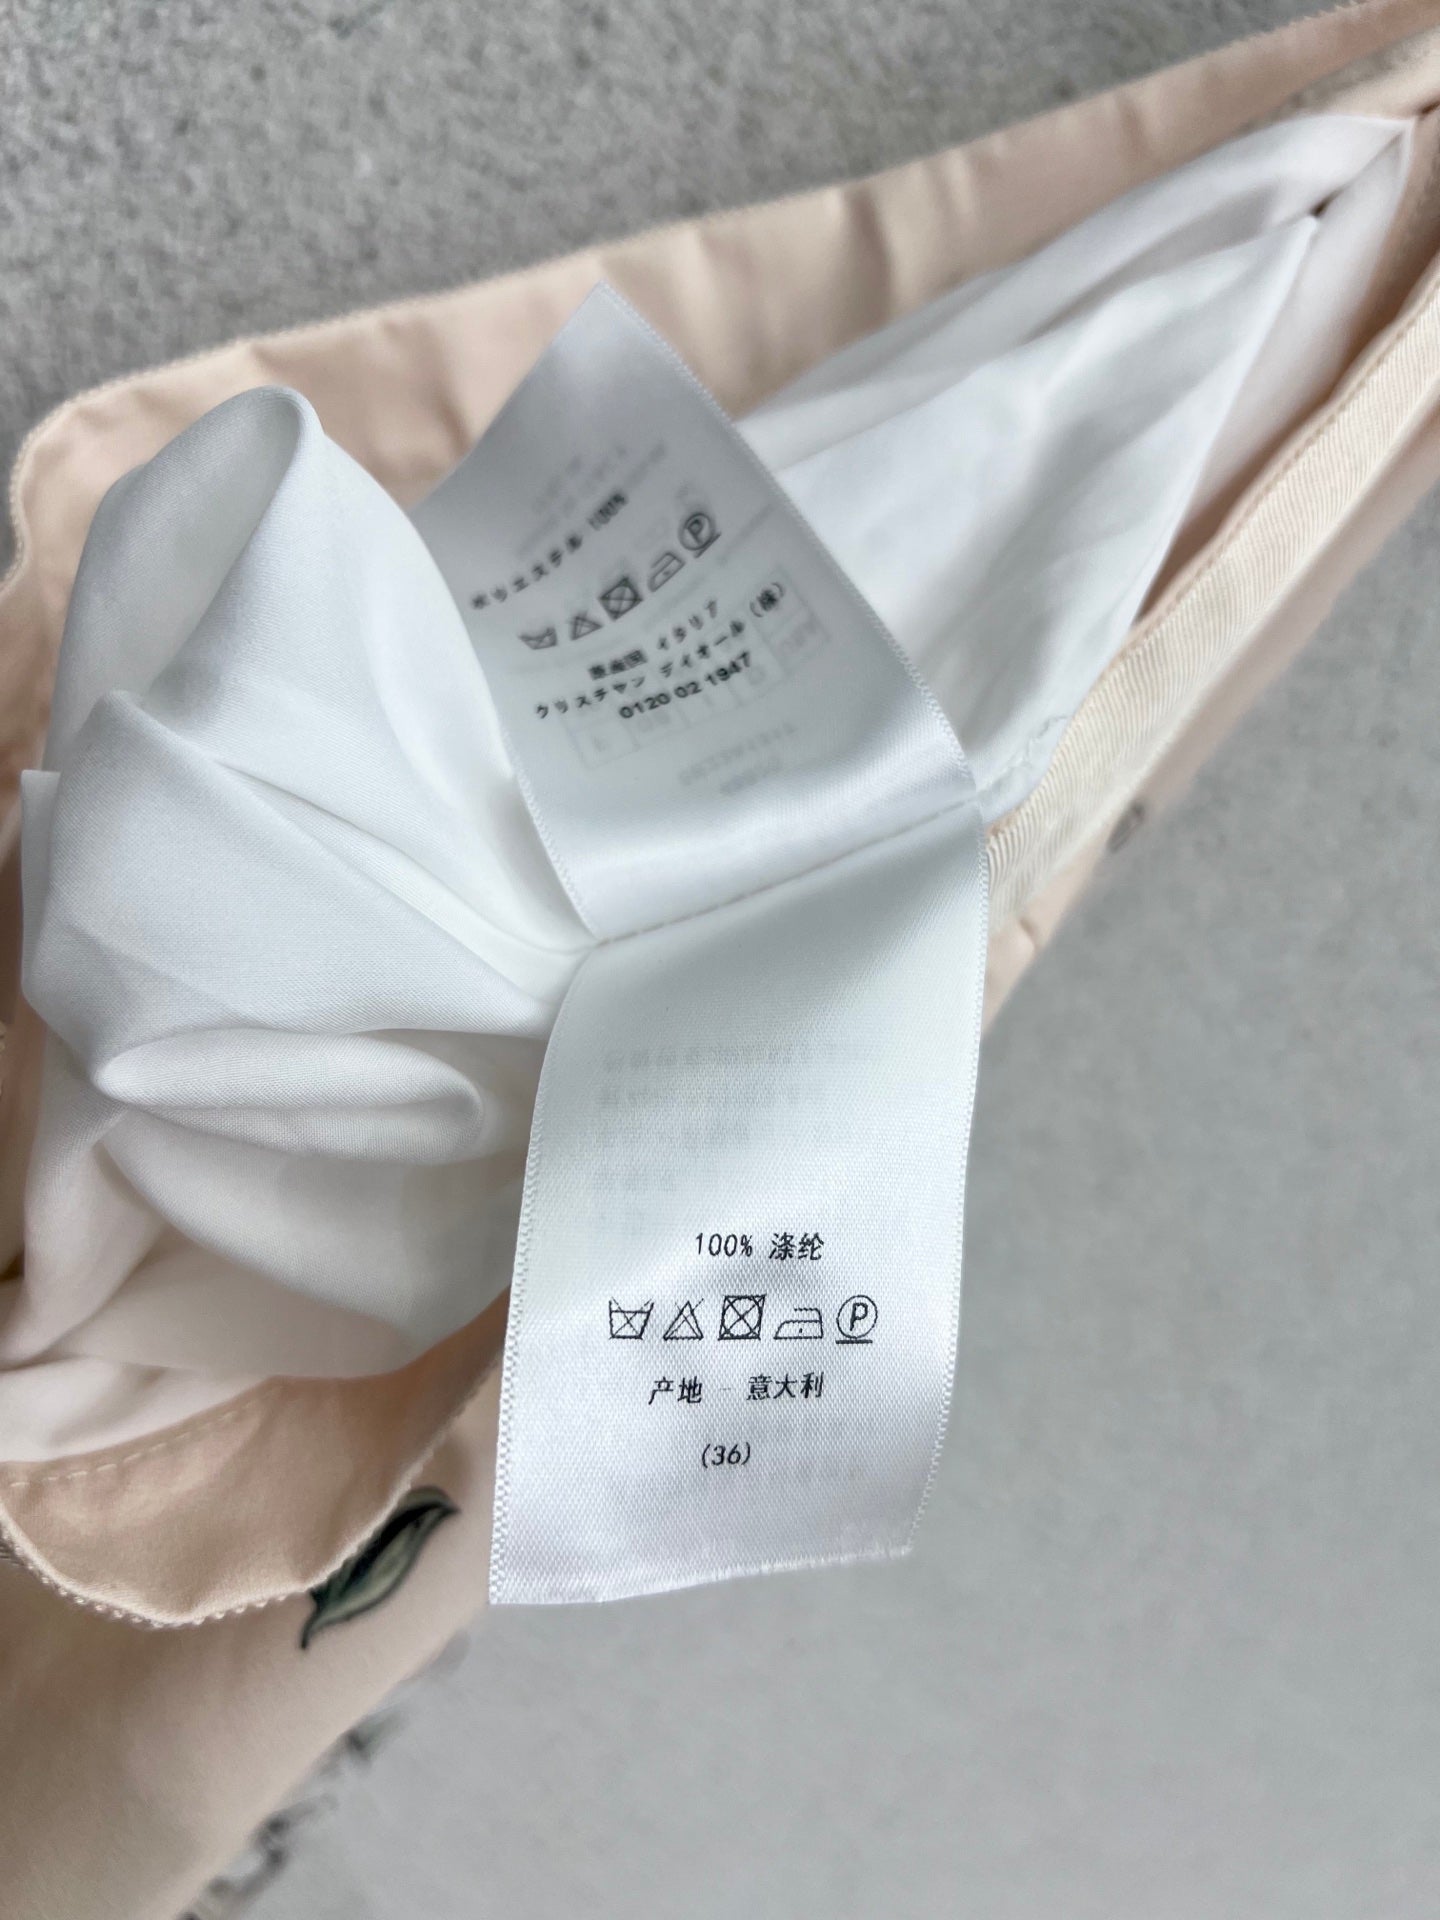 ポリエステル 100%
原産国 イタリア
クリスチャン ディオール (株)
0120 02 1947
100% 涤纶
P
产地 - 意大利
(36)